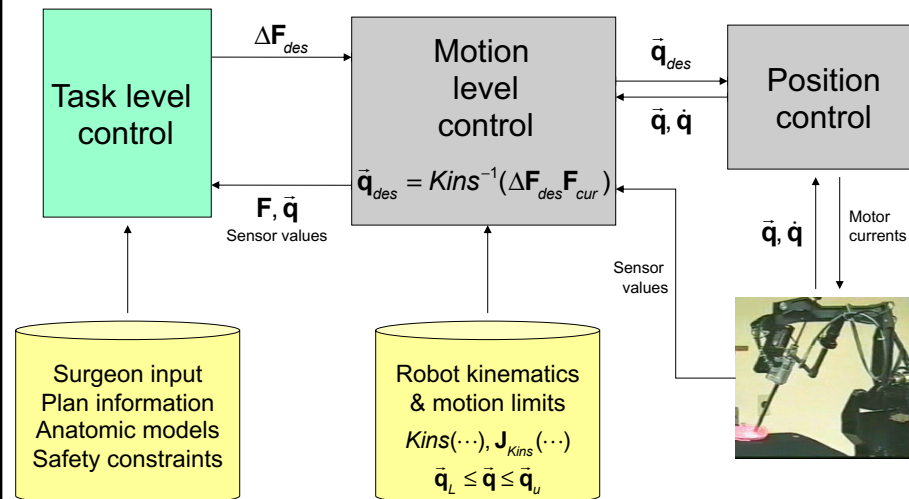 Task level
control
ΔF_des
F, q⃗
Sensor values
Motion
level
control
q⃗_des = Kins⁻¹(ΔF_des F_cur)
q⃗_des
q⃗, q̇
Position
control
q⃗, q̇
Motor
currents
Sensor
values
Surgeon input
Plan information
Anatomic models
Safety constraints
Robot kinematics
& motion limits
Kins(⋯), J_Kins(⋯)
q⃗_L ≤ q⃗ ≤ q⃗_u